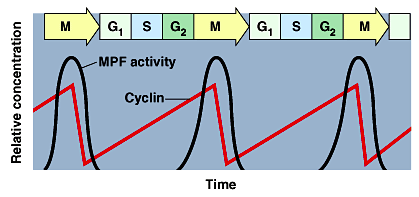 M G1 S G2 M G1 S G2 M
MPF activity
Cyclin
Relative concentration
Time